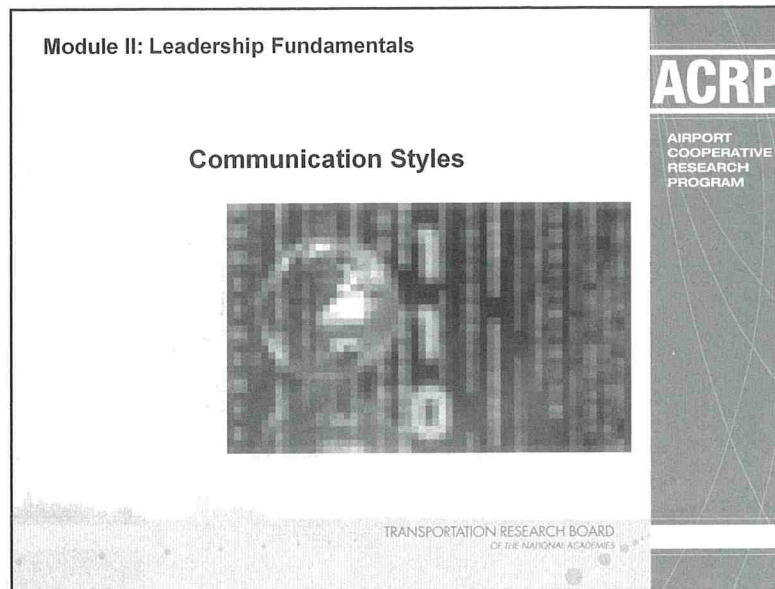 Module II: Leadership Fundamentals
ACRP
AIRPORT
COOPERATIVE
RESEARCH
PROGRAM
Communication Styles
TRANSPORTATION RESEARCH BOARD
OF THE NATIONAL ACADEMIES